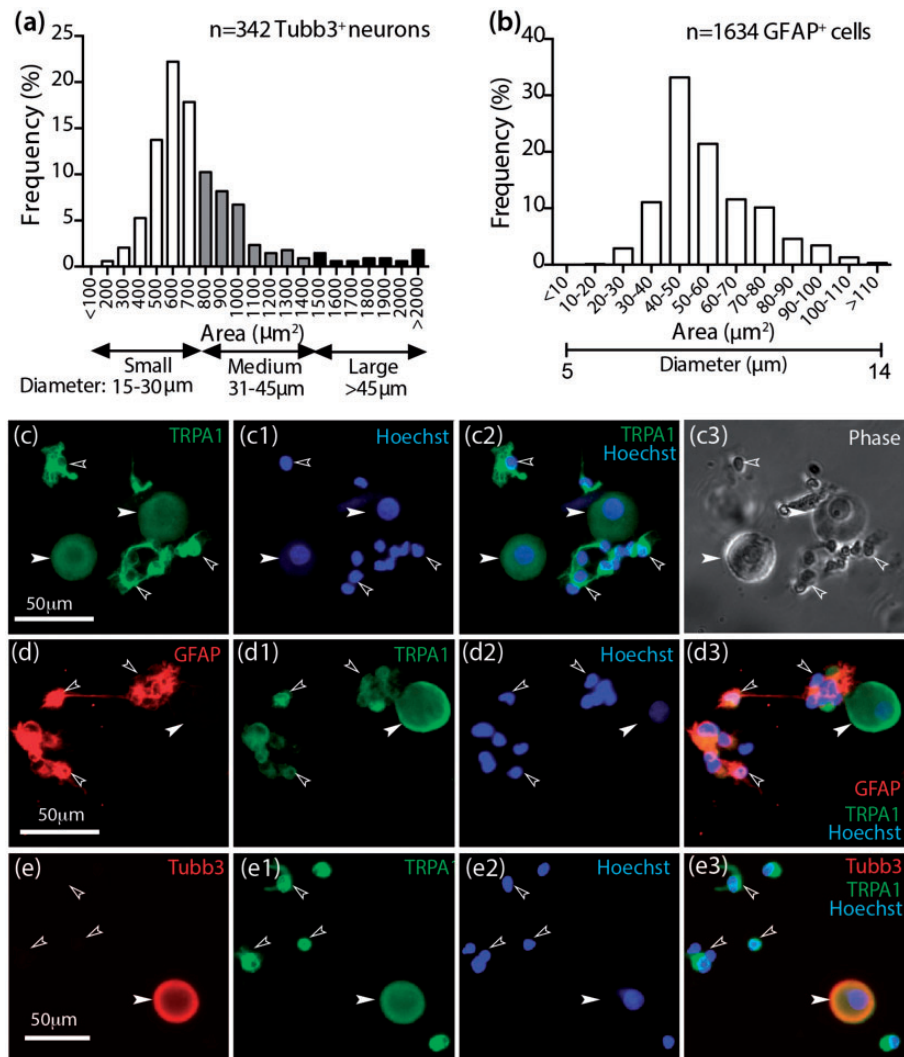 (a)
n=342 Tubb3+ neurons
Frequency (%)
25
20
15
10
5
0
<100
200
300
400
500
600
700
800
900
1000
1100
1200
1300
1400
1500
1600
1700
1800
1900
2000
>2000
Area (μm²)
Small
Medium
Large
Diameter: 15-30μm
31-45μm
>45μm
(b)
n=1634 GFAP+ cells
Frequency (%)
40
30
20
10
0
<10
10-20
20-30
30-40
40-50
50-60
60-70
70-80
80-90
90-100
100-110
>110
Area (μm²)
5
Diameter (μm)
14
(c)
TRPA1
50μm
(c1)
Hoechst
(c2)
TRPA1
Hoechst
(c3)
Phase
(d)
GFAP
50μm
(d1)
TRPA1
(d2)
Hoechst
(d3)
GFAP
TRPA1
Hoechst
(e)
Tubb3
50μm
(e1)
TRPA1
(e2)
Hoechst
(e3)
Tubb3
TRPA1
Hoechst